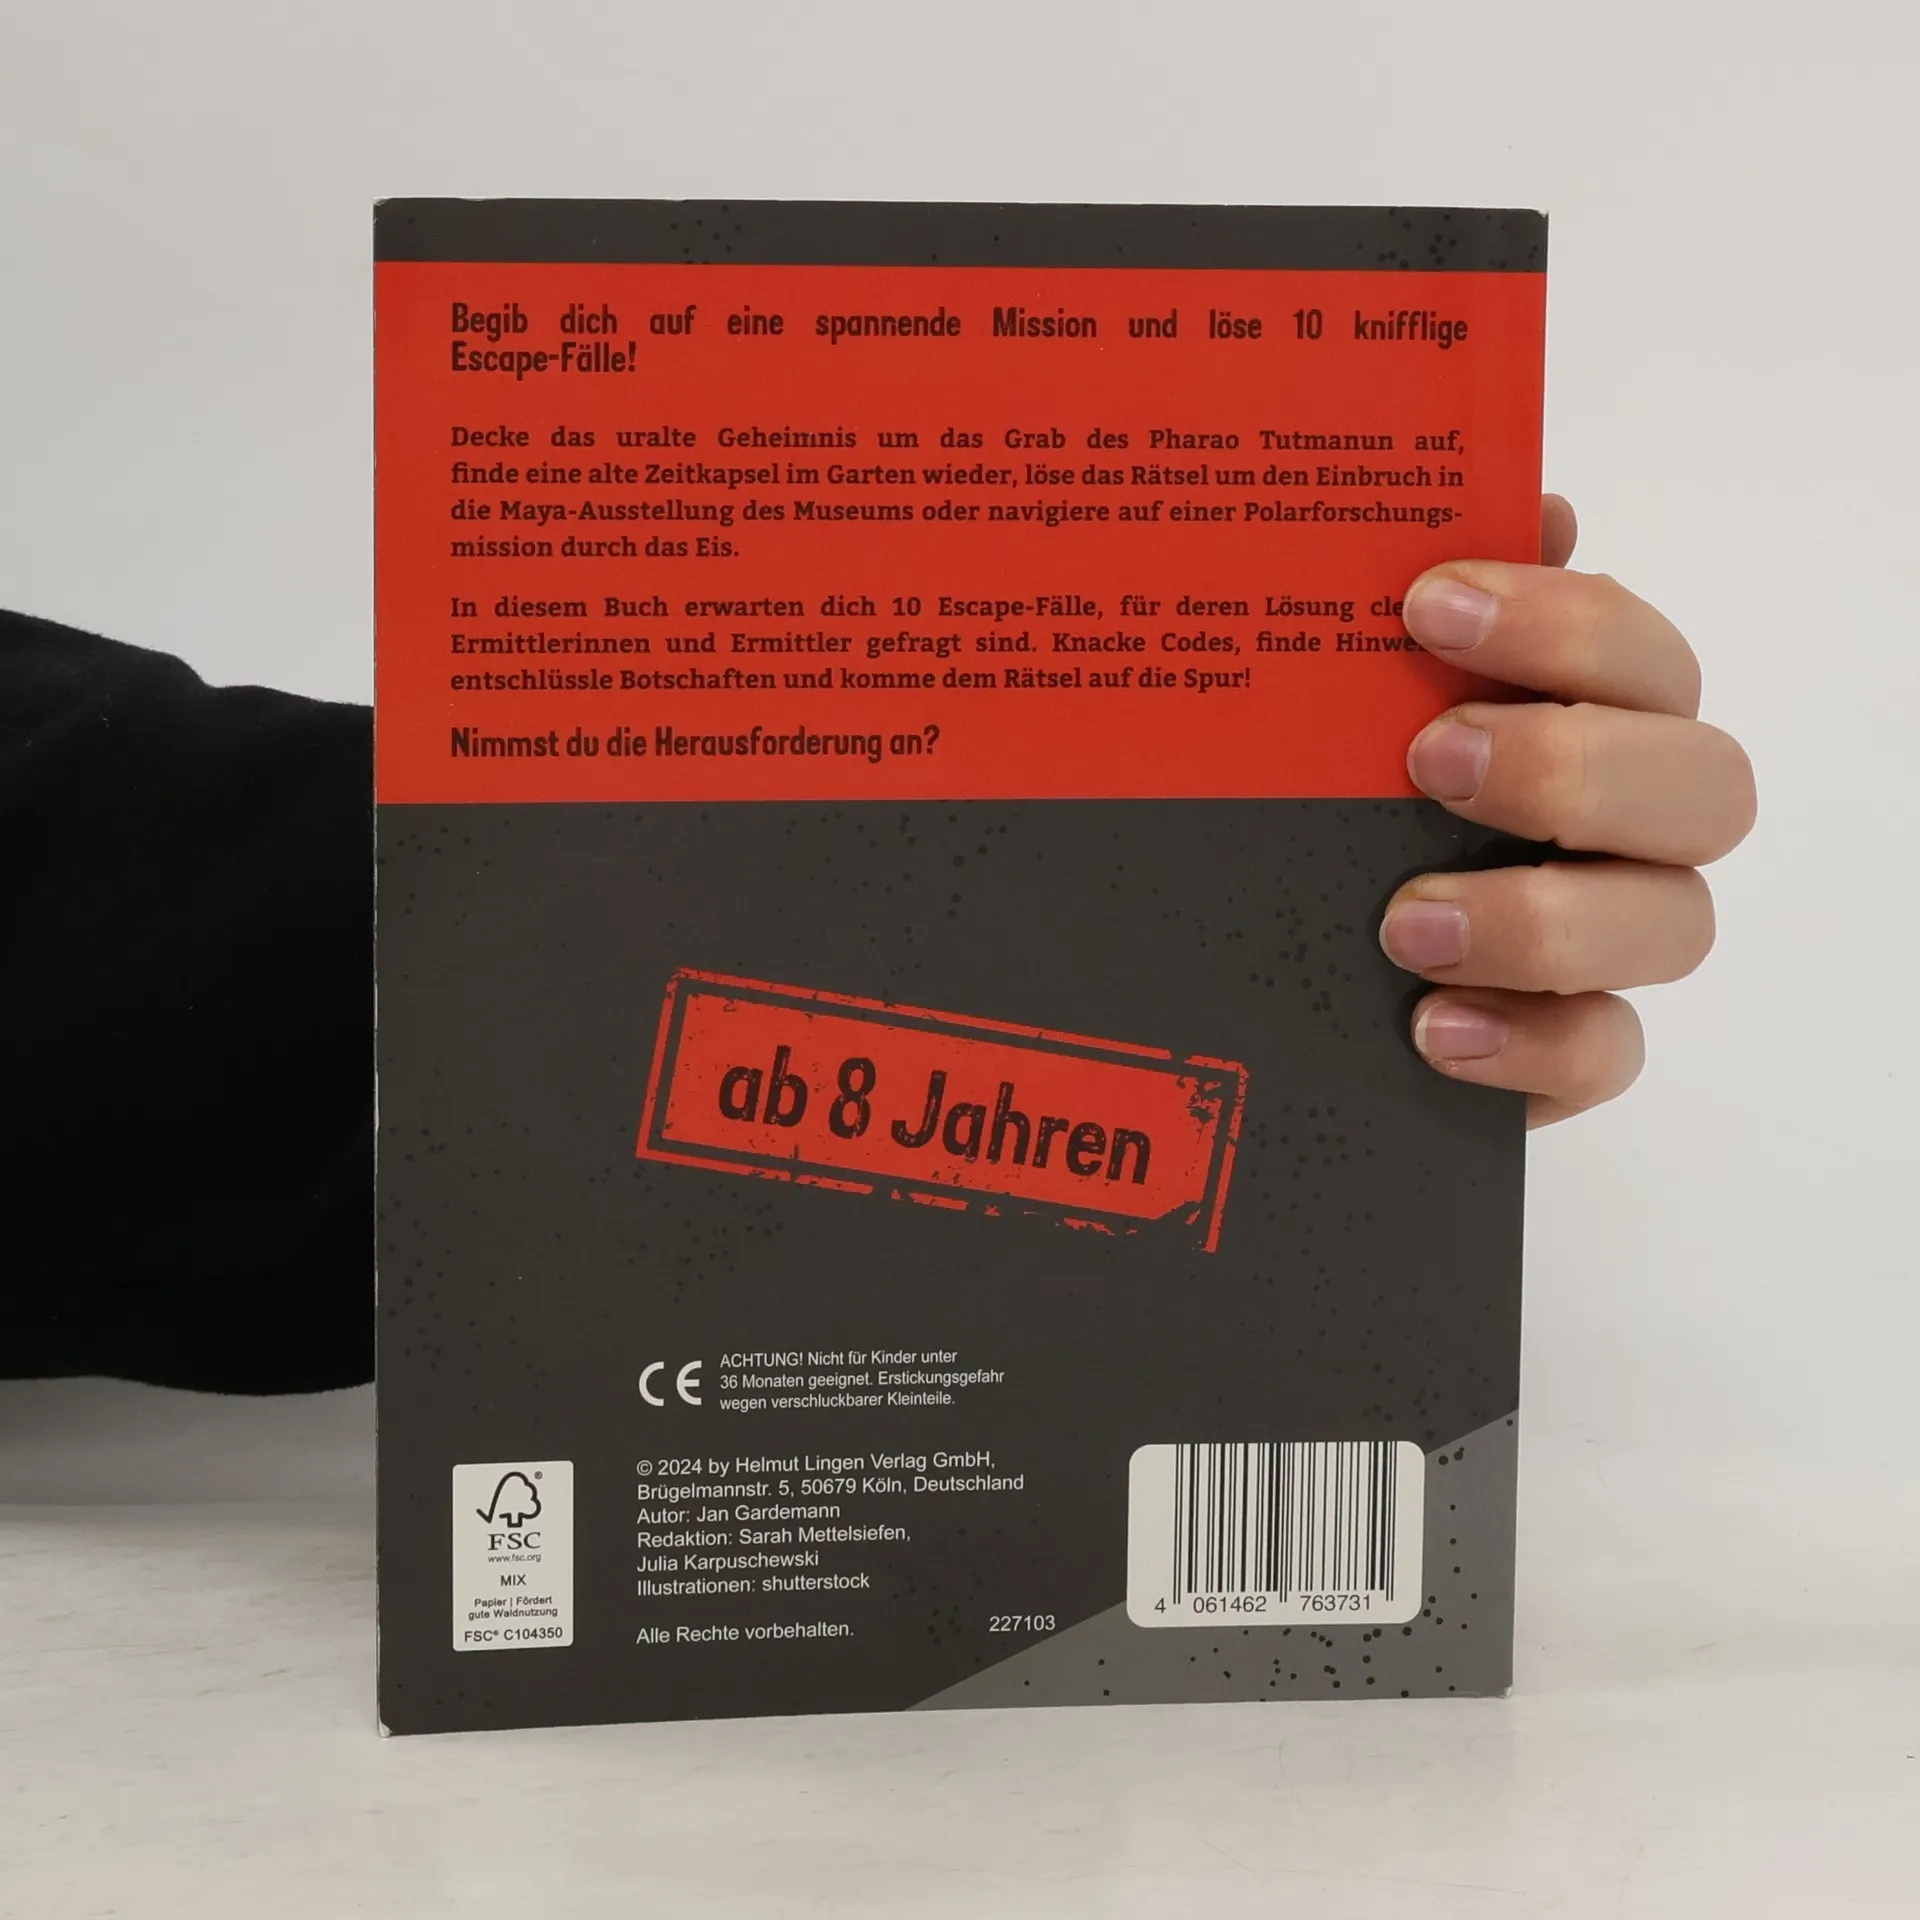 Begib dich auf eine spannende Mission und löse 10 knifflige
Escape-Fälle!
Decke das uralte Geheimnis um das Grab des Pharao Tutmanun auf,
finde eine alte Zeitkapsel im Garten wieder, löse das Rätsel um den Einbruch in
die Maya-Ausstellung des Museums oder navigiere auf einer Polarforschungs-
mission durch das Eis.
In diesem Buch erwarten dich 10 Escape-Fälle, für deren Lösung
Ermittlerinnen und Ermittler gefragt sind. Knacke Codes, finde
entschlüssle Botschaften und komme dem Rätsel auf die Spur!
Nimmst du die Herausforderung an?
ab 8 Jahren
CE
ACHTUNG! Nicht für Kinder unter
36 Monaten geeignet. Erstickungsgefahr
wegen verschluckbarer Kleinteile.
© 2024 by Helmut Lingen Verlag GmbH,
Brügelmannstr. 5, 50679 Köln, Deutschland
Autor: Jan Gardemann
Redaktion: Sarah Mettelsiefen,
Julia Karpuschewski
Illustrationen: shutterstock
Alle Rechte vorbehalten.
227103
®
FSC
www.fsc.org
MIX
Papier | Fördert
gute Waldnutzung
FSC® C104350
4 061462 763731